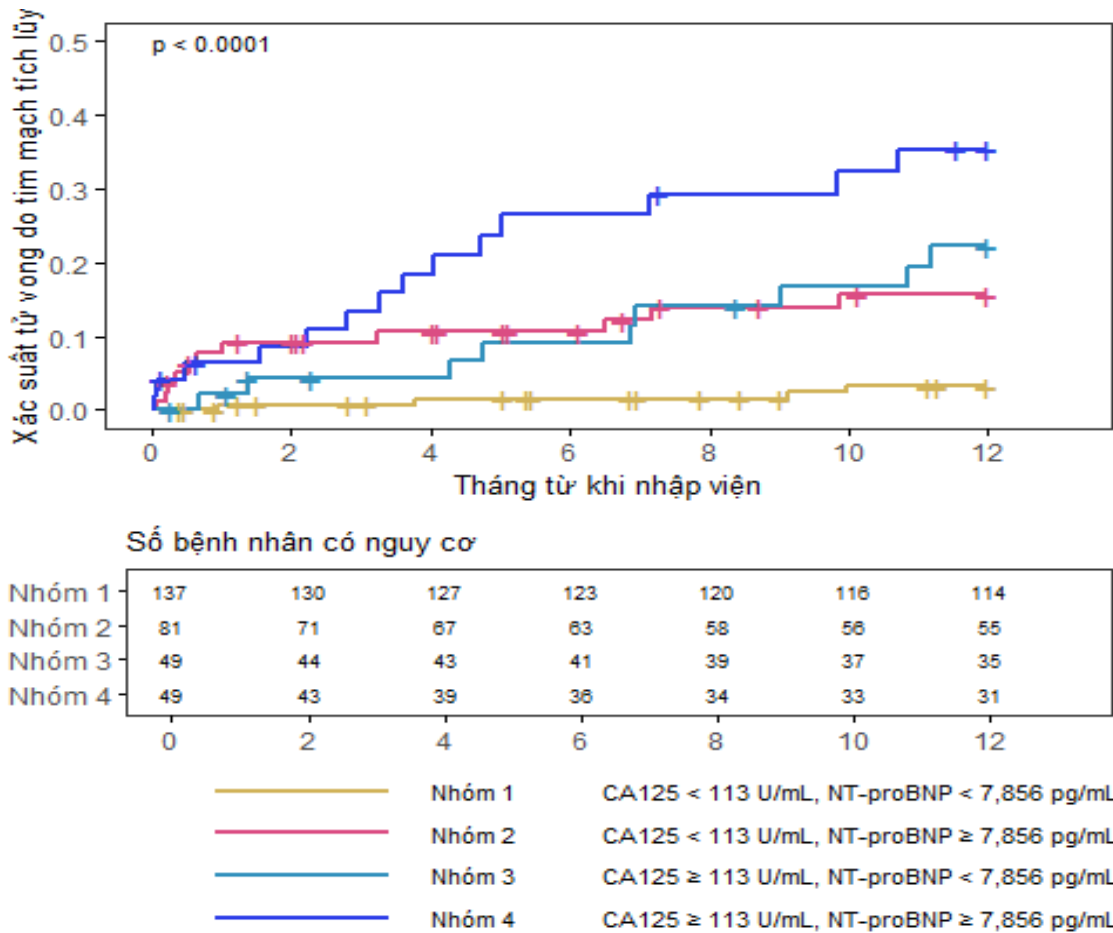 Xác suất tử vong do tim mạch tích lũy
p < 0.0001
0.5
0.4
0.3
0.2
0.1
0.0
0 2 4 6 8 10 12
Tháng từ khi nhập viện
Số bệnh nhân có nguy cơ
Nhóm 1 137 130 127 123 120 116 114
Nhóm 2 81 71 67 63 58 56 55
Nhóm 3 49 44 43 41 39 37 35
Nhóm 4 49 43 39 36 34 33 31
0 2 4 6 8 10 12
Nhóm 1 CA125 < 113 U/mL, NT-proBNP < 7,856 pg/mL
Nhóm 2 CA125 < 113 U/mL, NT-proBNP ≥ 7,856 pg/mL
Nhóm 3 CA125 ≥ 113 U/mL, NT-proBNP < 7,856 pg/mL
Nhóm 4 CA125 ≥ 113 U/mL, NT-proBNP ≥ 7,856 pg/mL